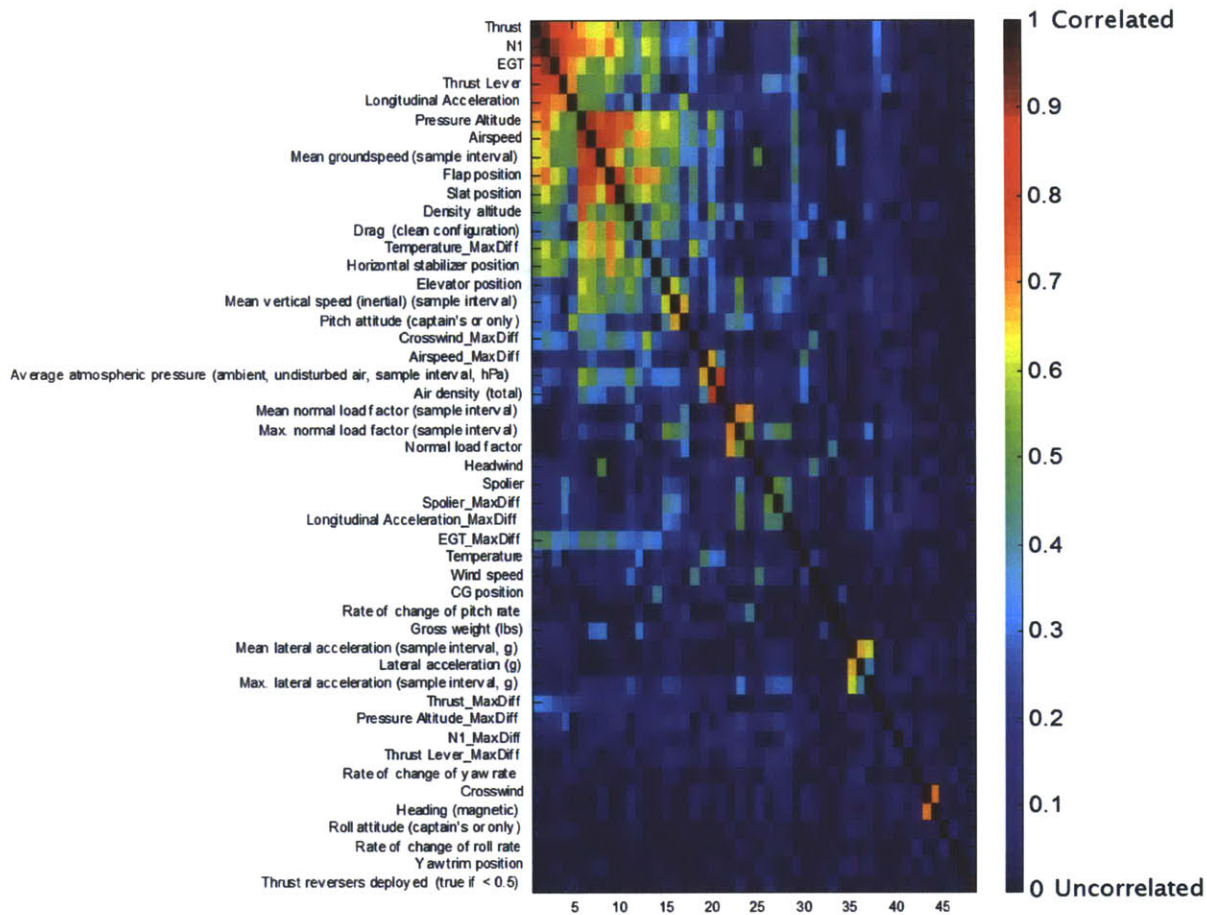 Thrust
N1
EGT
Thrust Lever
Longitudinal Acceleration
Pressure Altitude
Airspeed
Mean groundspeed (sample interval)
Flap position
Slat position
Density altitude
Drag (clean configuration)
Temperature_MaxDiff
Horizontal stabilizer position
Elevator position
Mean vertical speed (inertial) (sample interval)
Pitch attitude (captain's or only)
Crosswind_MaxDiff
Airspeed_MaxDiff
Average atmospheric pressure (ambient, undisturbed air, sample interval, hPa)
Air density (total)
Mean normal load factor (sample interval)
Max. normal load factor (sample interval)
Normal load factor
Headwind
Spolier
Spolier_MaxDiff
Longitudinal Acceleration_MaxDiff
EGT_MaxDiff
Temperature
Wind speed
CG position
Rate of change of pitch rate
Gross weight (lbs)
Mean lateral acceleration (sample interval, g)
Lateral acceleration (g)
Max. lateral acceleration (sample interval, g)
Thrust_MaxDiff
Pressure Altitude_MaxDiff
N1_MaxDiff
Thrust Lever_MaxDiff
Rate of change of yaw rate
Crosswind
Heading (magnetic)
Roll attitude (captain's or only)
Rate of change of roll rate
Yaw trim position
Thrust reversers deployed (true if < 0.5)
5 10 15 20 25 30 35 40 45
1 Correlated
0.9
0.8
0.7
0.6
0.5
0.4
0.3
0.2
0.1
0 Uncorrelated